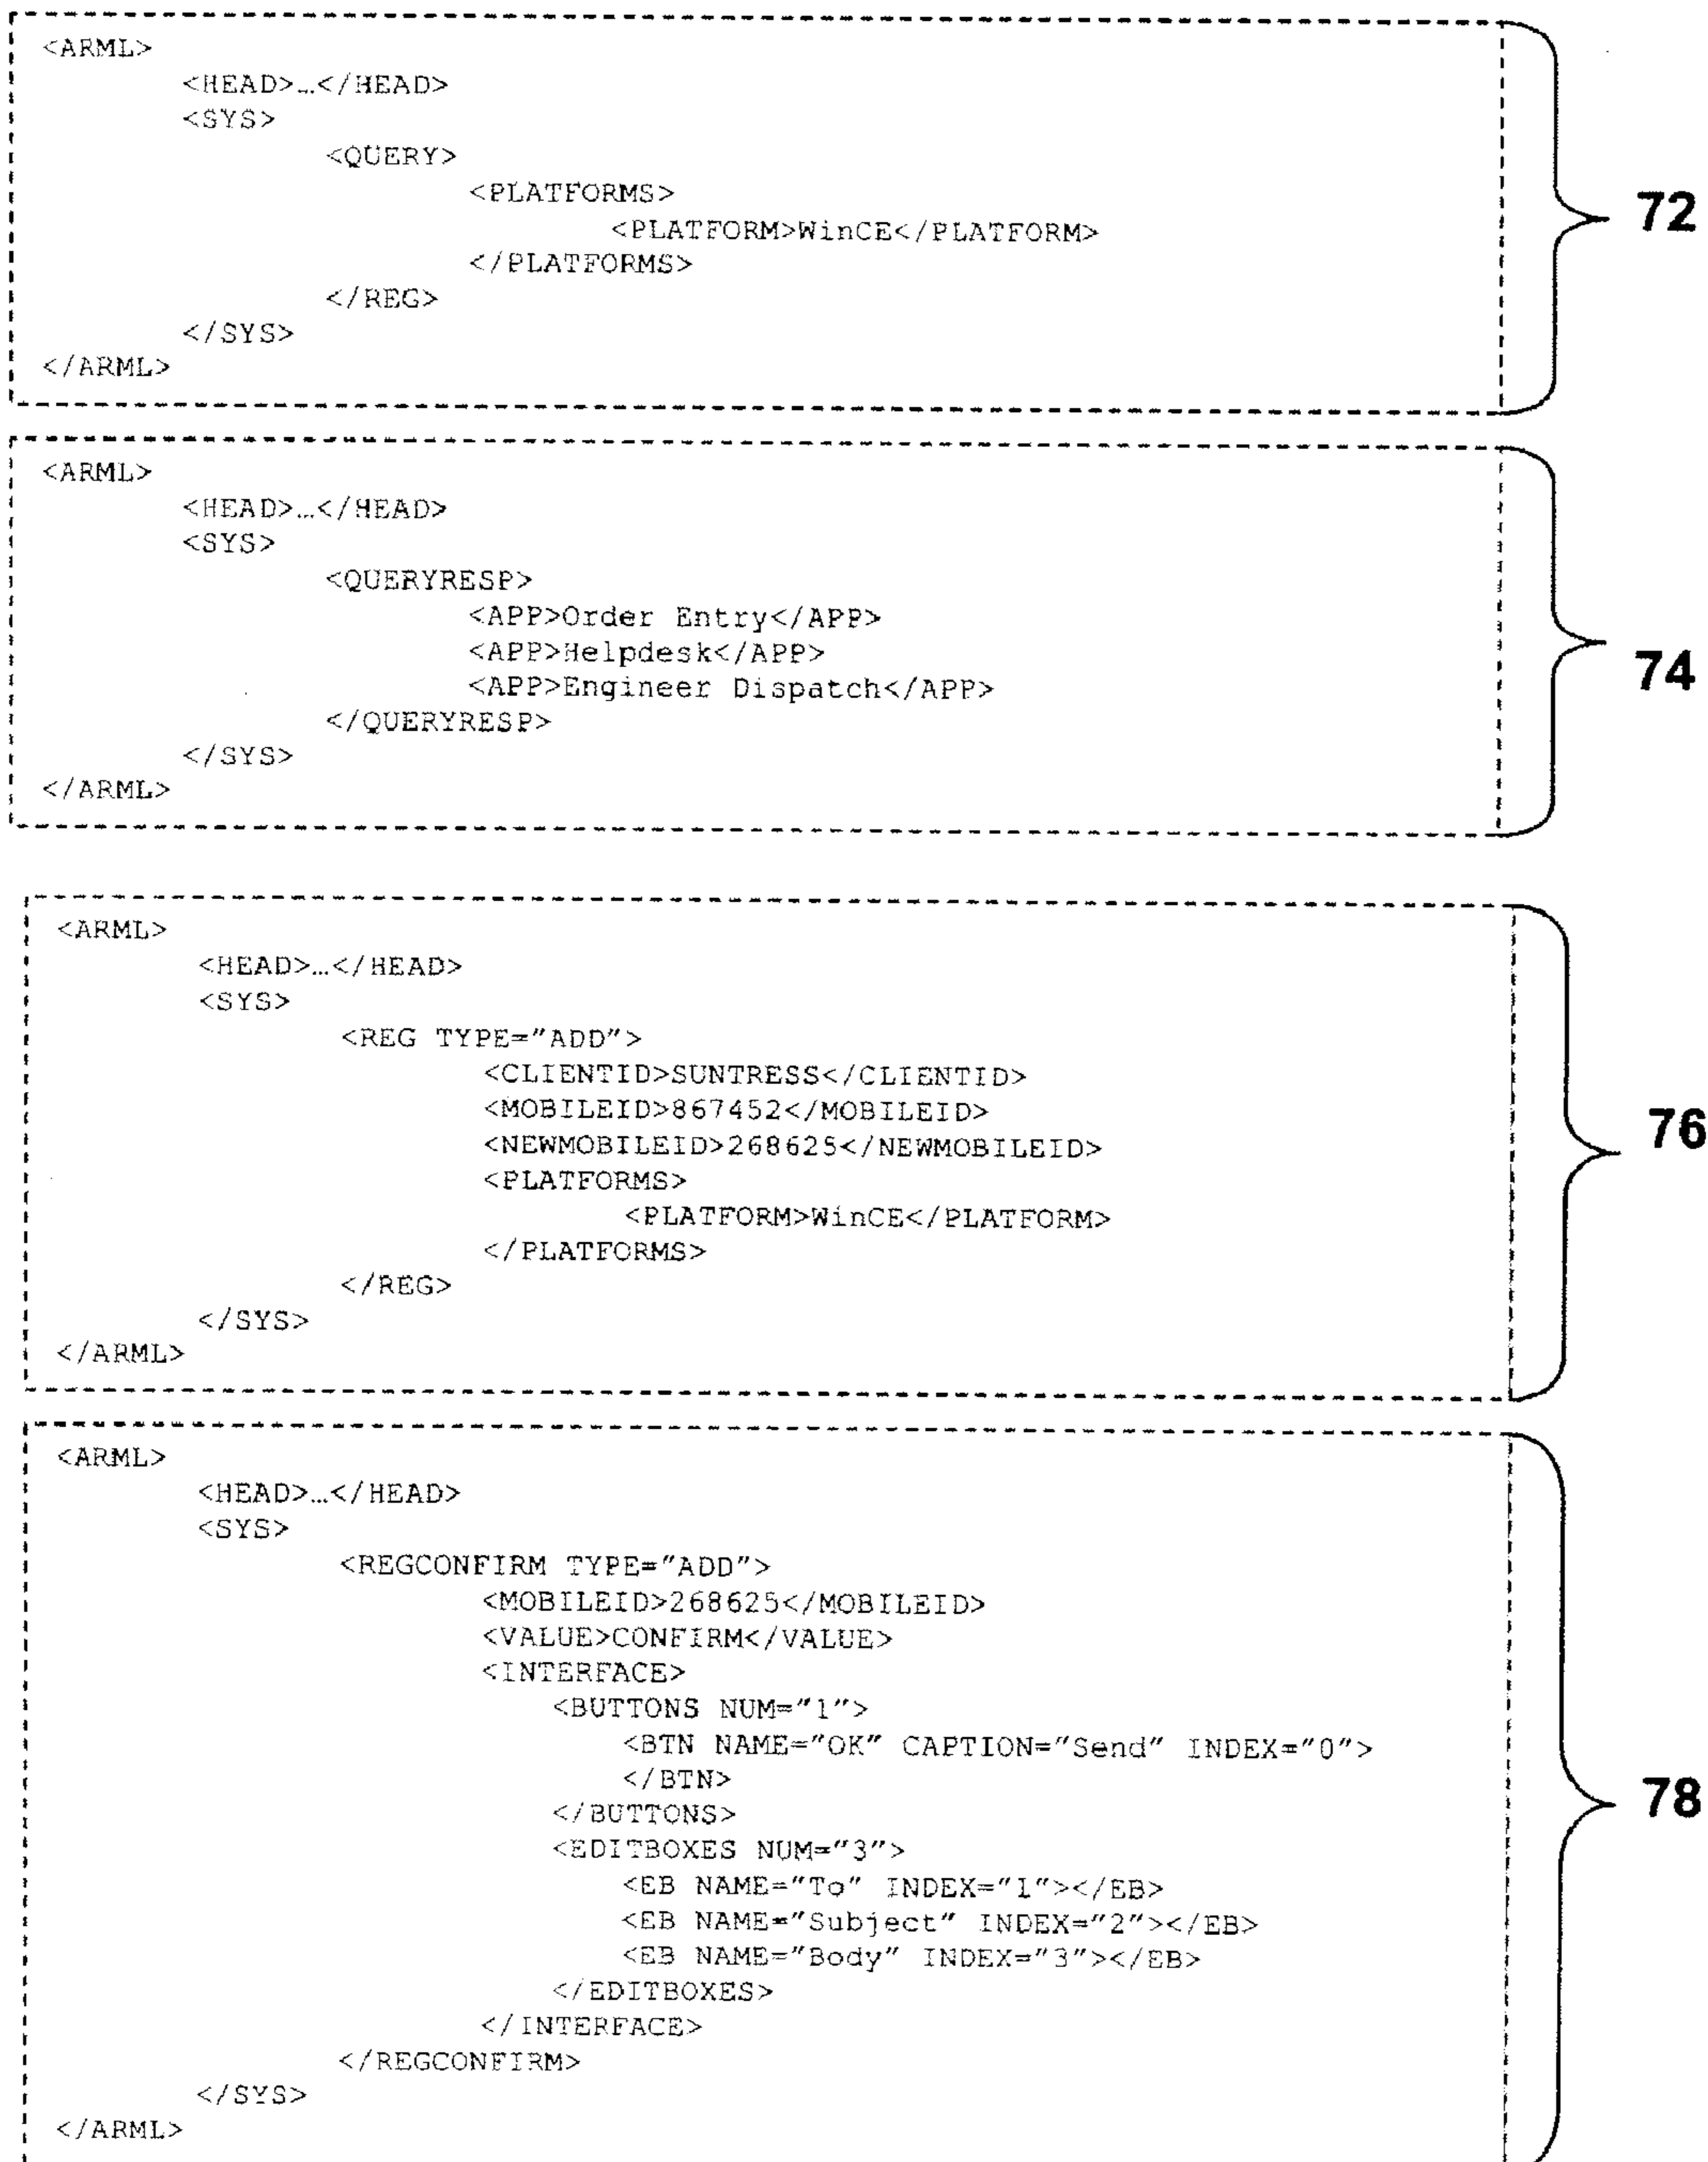 <ARML>
<HEAD>…</HEAD>
<SYS>
<QUERY>
<PLATFORMS>
<PLATFORM>WinCE</PLATFORM>
</PLATFORMS>
</REG>
</SYS>
</ARML>
72
<ARML>
<HEAD>…</HEAD>
<SYS>
<QUERYRESP>
<APP>Order Entry</APP>
<APP>Helpdesk</APP>
<APP>Engineer Dispatch</APP>
</QUERYRESP>
</SYS>
</ARML>
74
<ARML>
<HEAD>…</HEAD>
<SYS>
<REG TYPE="ADD">
<CLIENTID>SUNTRESS</CLIENTID>
<MOBILEID>867452</MOBILEID>
<NEWMOBILEID>268625</NEWMOBILEID>
<PLATFORMS>
<PLATFORM>WinCE</PLATFORM>
</PLATFORMS>
</REG>
</SYS>
</ARML>
76
<ARML>
<HEAD>…</HEAD>
<SYS>
<REGCONFIRM TYPE="ADD">
<MOBILEID>268625</MOBILEID>
<VALUE>CONFIRM</VALUE>
<INTERFACE>
<BUTTONS NUM="1">
<BTN NAME="OK" CAPTION="Send" INDEX="0">
</BTN>
</BUTTONS>
<EDITBOXES NUM="3">
<EB NAME="To" INDEX="1"></EB>
<EB NAME="Subject" INDEX="2"></EB>
<EB NAME="Body" INDEX="3"></EB>
</EDITBOXES>
</INTERFACE>
</REGCONFIRM>
</SYS>
</ARML>
78